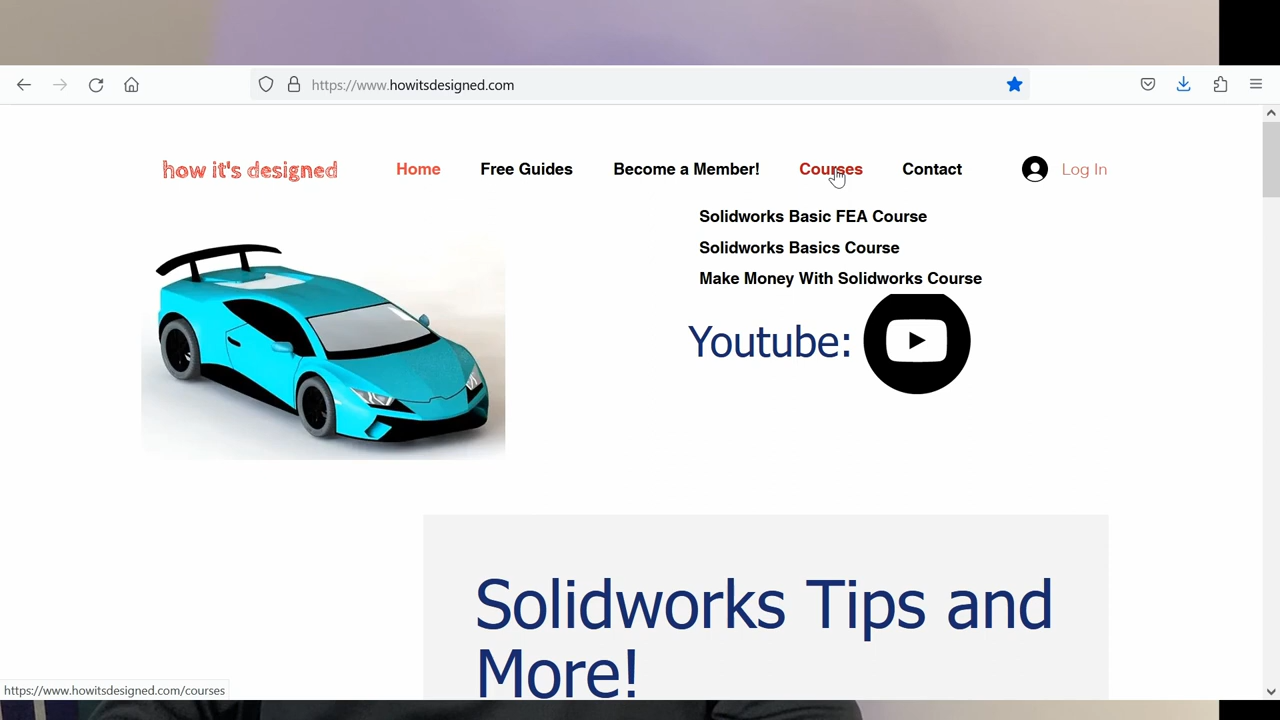 https://www.howitsdesigned.com
how it's designed
Home
Free Guides
Become a Member!
Courses
Contact
Log In
Solidworks Basic FEA Course
Solidworks Basics Course
Make Money With Solidworks Course
Youtube:
Solidworks Tips and
More!
https://www.howitsdesigned.com/courses